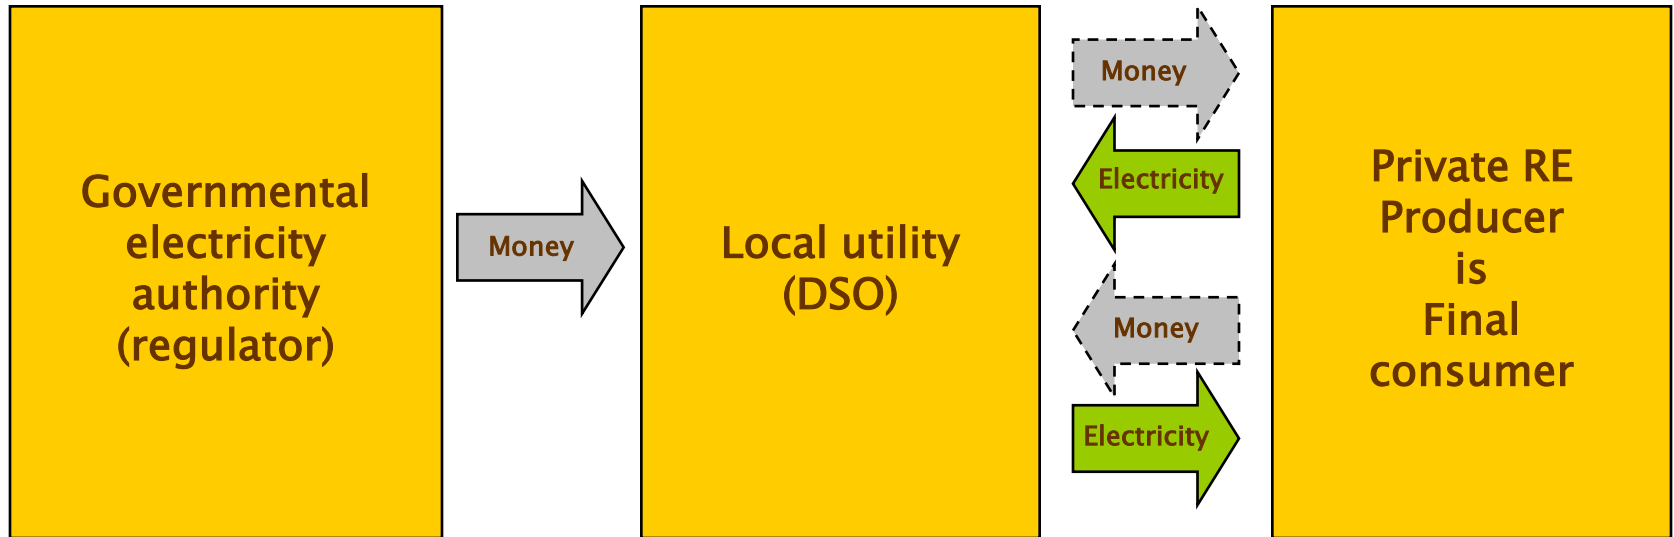 Governmental
electricity
authority
(regulator)
Money
Local utility
(DSO)
Money
Electricity
Money
Electricity
Private RE
Producer
is
Final
consumer